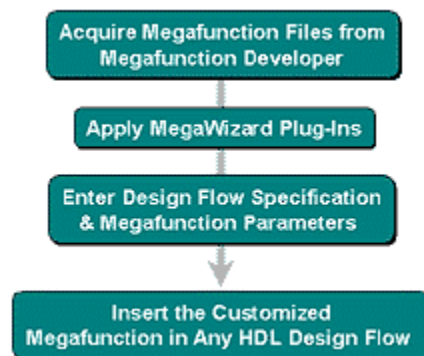 Acquire Megafunction Files from
Megafunction Developer
Apply MegaWizard Plug-Ins
Enter Design Flow Specification
& Megafunction Parameters
Insert the Customized
Megafunction in Any HDL Design Flow